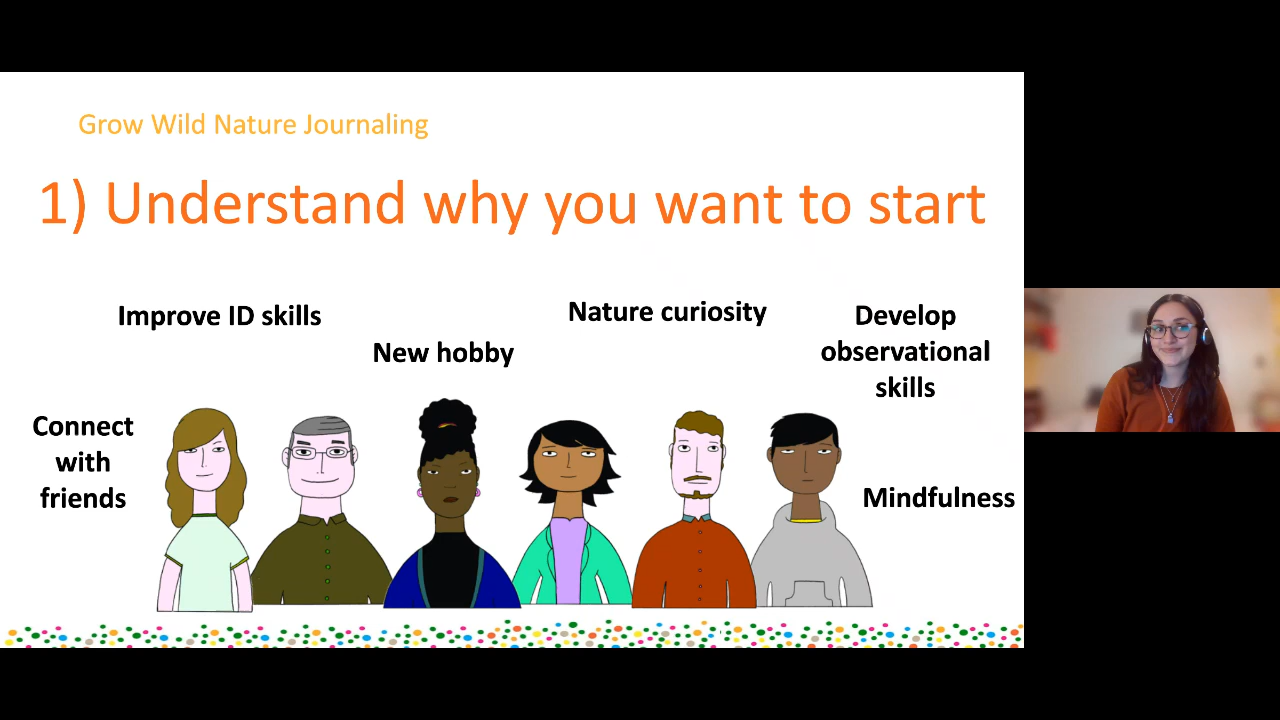 Grow Wild Nature Journaling
1) Understand why you want to start
Improve ID skills
New hobby
Nature curiosity
Develop
observational
skills
Connect
with
friends
Mindfulness